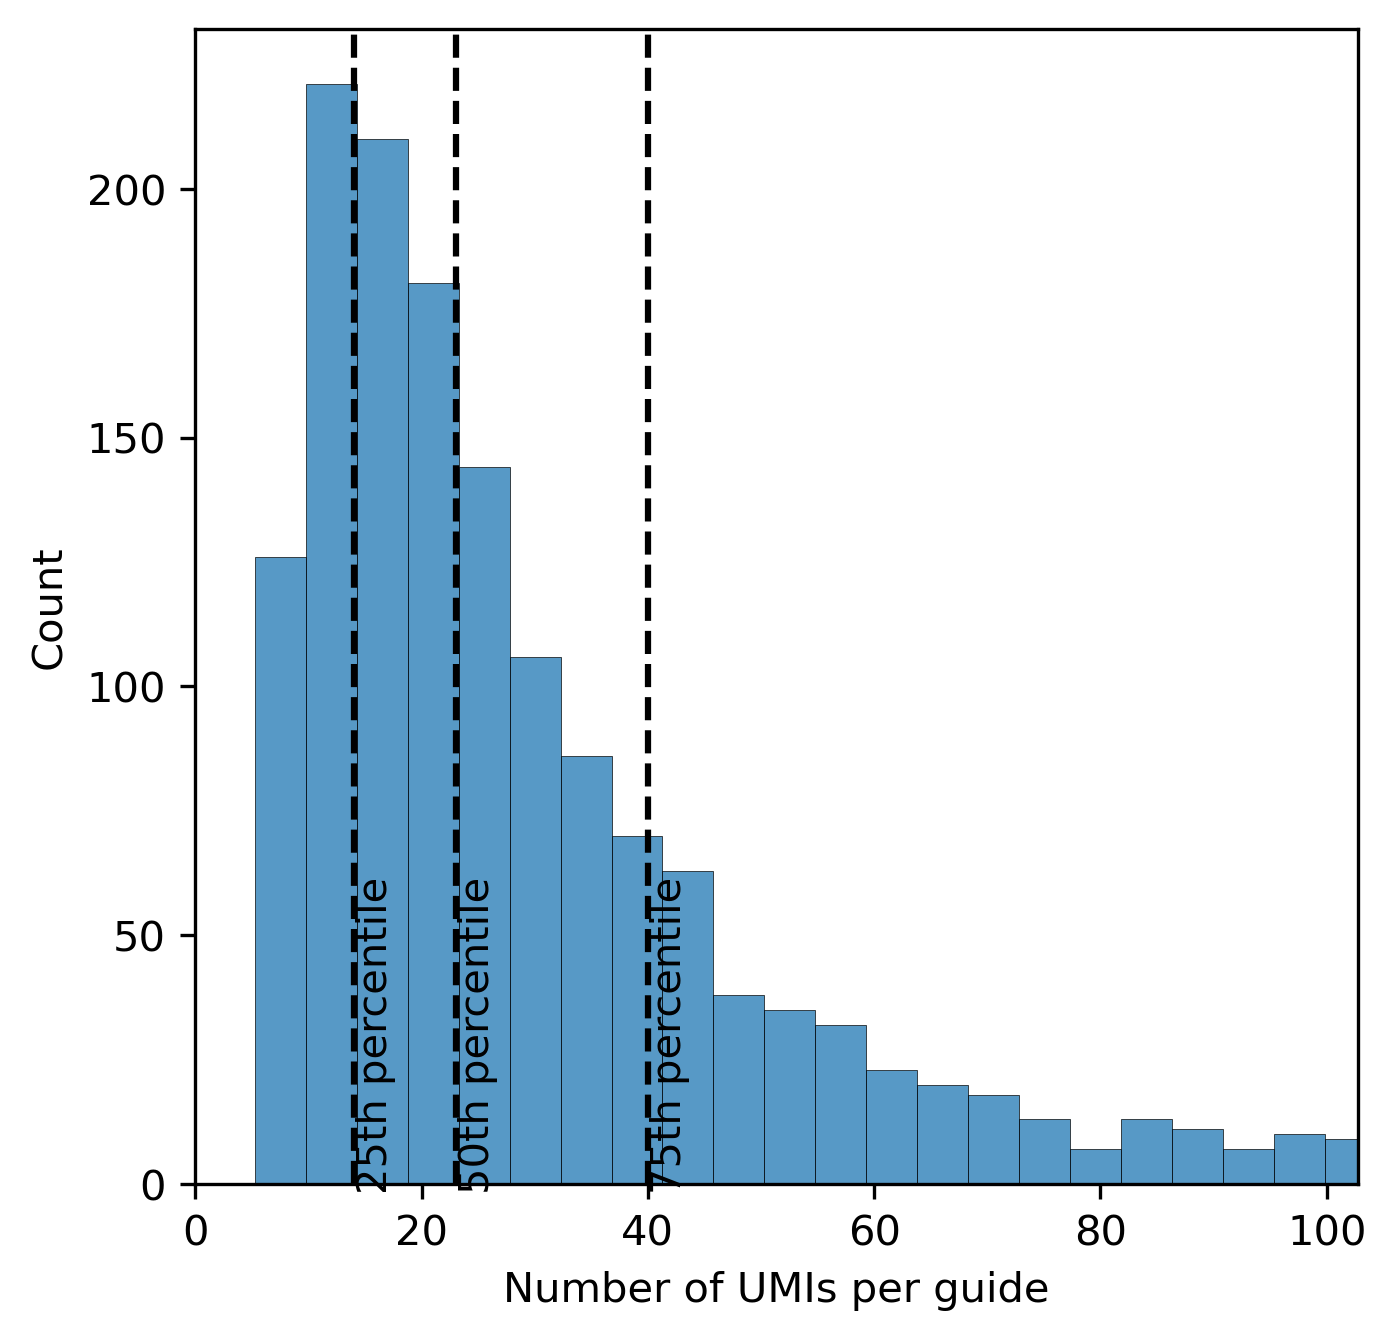 200
150
100
50
0
Count
25th percentile
50th percentile
75th percentile
0 20 40 60 80 100
Number of UMIs per guide